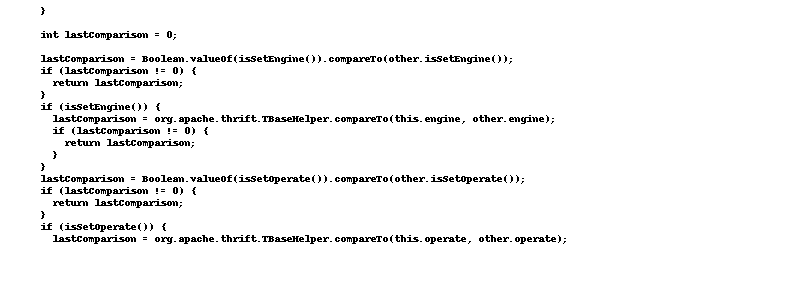 }
int lastComparison = 0;
lastComparison = Boolean.valueOf(isSetEngine()).compareTo(other.isSetEngine());
if (lastComparison != 0) {
return lastComparison;
}
if (isSetEngine()) {
lastComparison = org.apache.thrift.TBaseHelper.compareTo(this.engine, other.engine);
if (lastComparison != 0) {
return lastComparison;
}
}
lastComparison = Boolean.valueOf(isSetOperate()).compareTo(other.isSetOperate());
if (lastComparison != 0) {
return lastComparison;
}
if (isSetOperate()) {
lastComparison = org.apache.thrift.TBaseHelper.compareTo(this.operate, other.operate);